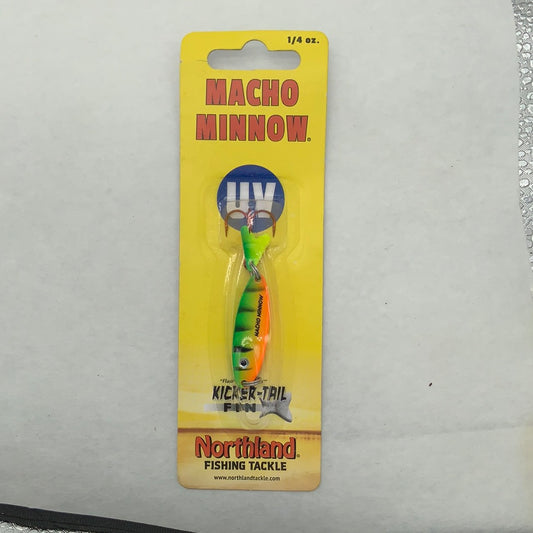 1/4 oz.
MACHO
MINNOW®
UV
MACHO MINNOW
KICKER-TAIL
FIN
Northland®
FISHING TACKLE
www.northlandtackle.com